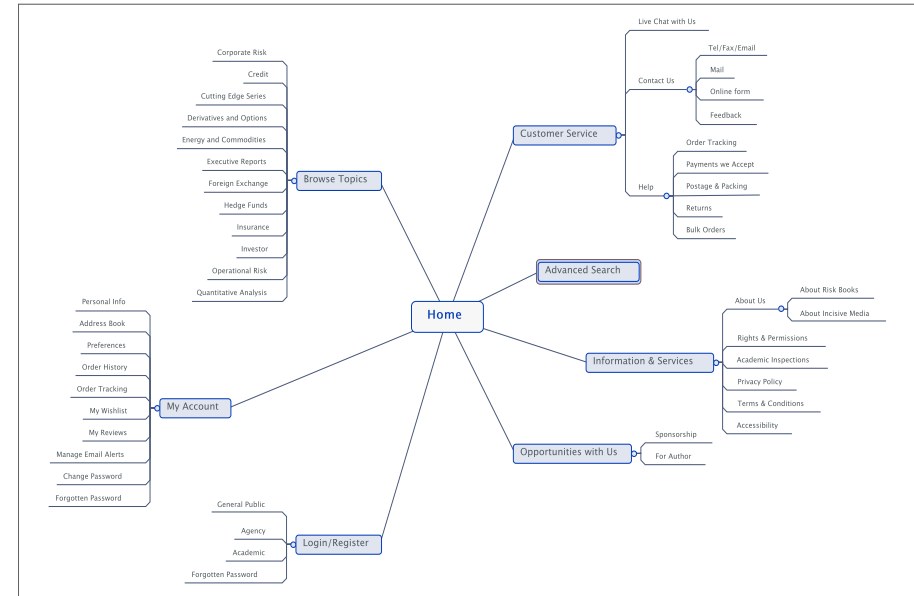 Home
Browse Topics
Corporate Risk
Credit
Cutting Edge Series
Derivatives and Options
Energy and Commodities
Executive Reports
Foreign Exchange
Hedge Funds
Insurance
Investor
Operational Risk
Quantitative Analysis
Customer Service
Live Chat with Us
Contact Us
Tel/Fax/Email
Mail
Online form
Feedback
Help
Order Tracking
Payments we Accept
Postage & Packing
Returns
Bulk Orders
Advanced Search
Information & Services
About Us
About Risk Books
About Incisive Media
Rights & Permissions
Academic Inspections
Privacy Policy
Terms & Conditions
Accessibility
Opportunities with Us
Sponsorship
For Author
My Account
Personal Info
Address Book
Preferences
Order History
Order Tracking
My Wishlist
My Reviews
Manage Email Alerts
Change Password
Forgotten Password
Login/Register
General Public
Agency
Academic
Forgotten Password